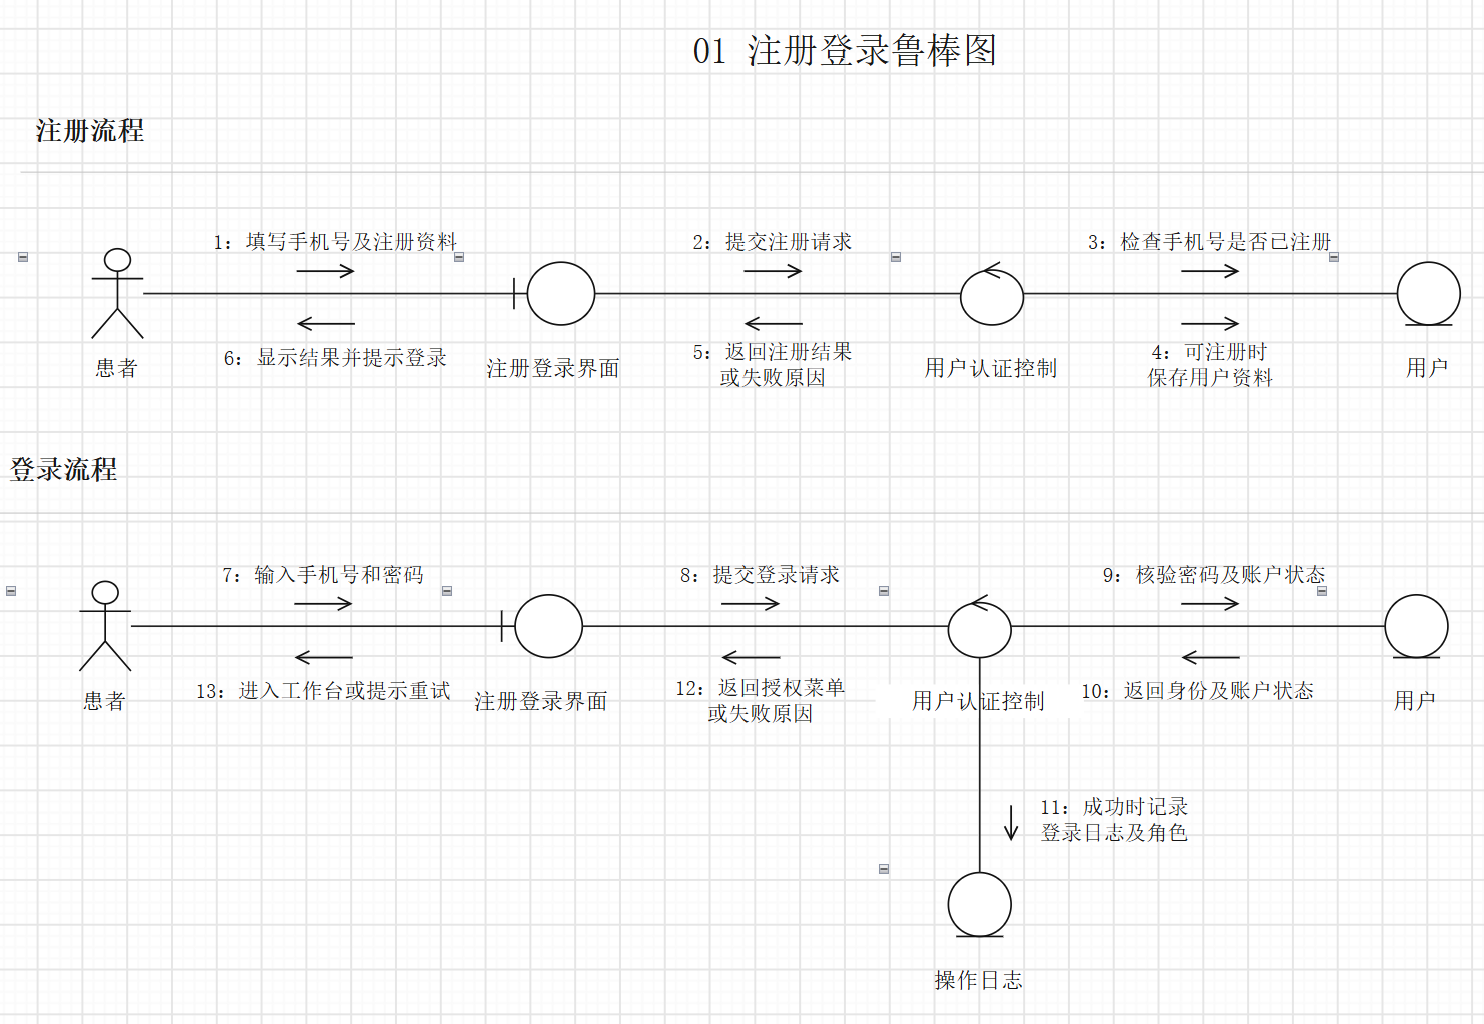 01 注册登录鲁棒图
注册流程
1: 填写手机号及注册资料
2: 提交注册请求
3: 检查手机号是否已注册
6: 显示结果并提示登录
5: 返回注册结果
或失败原因
4: 可注册时
保存用户资料
患者
注册登录界面
用户认证控制
用户
登录流程
7: 输入手机号和密码
8: 提交登录请求
9: 核验密码及账户状态
13: 进入工作台或提示重试
12: 返回授权菜单
或失败原因
10: 返回身份及账户状态
患者
注册登录界面
用户认证控制
用户
11: 成功时记录
登录日志及角色
操作日志